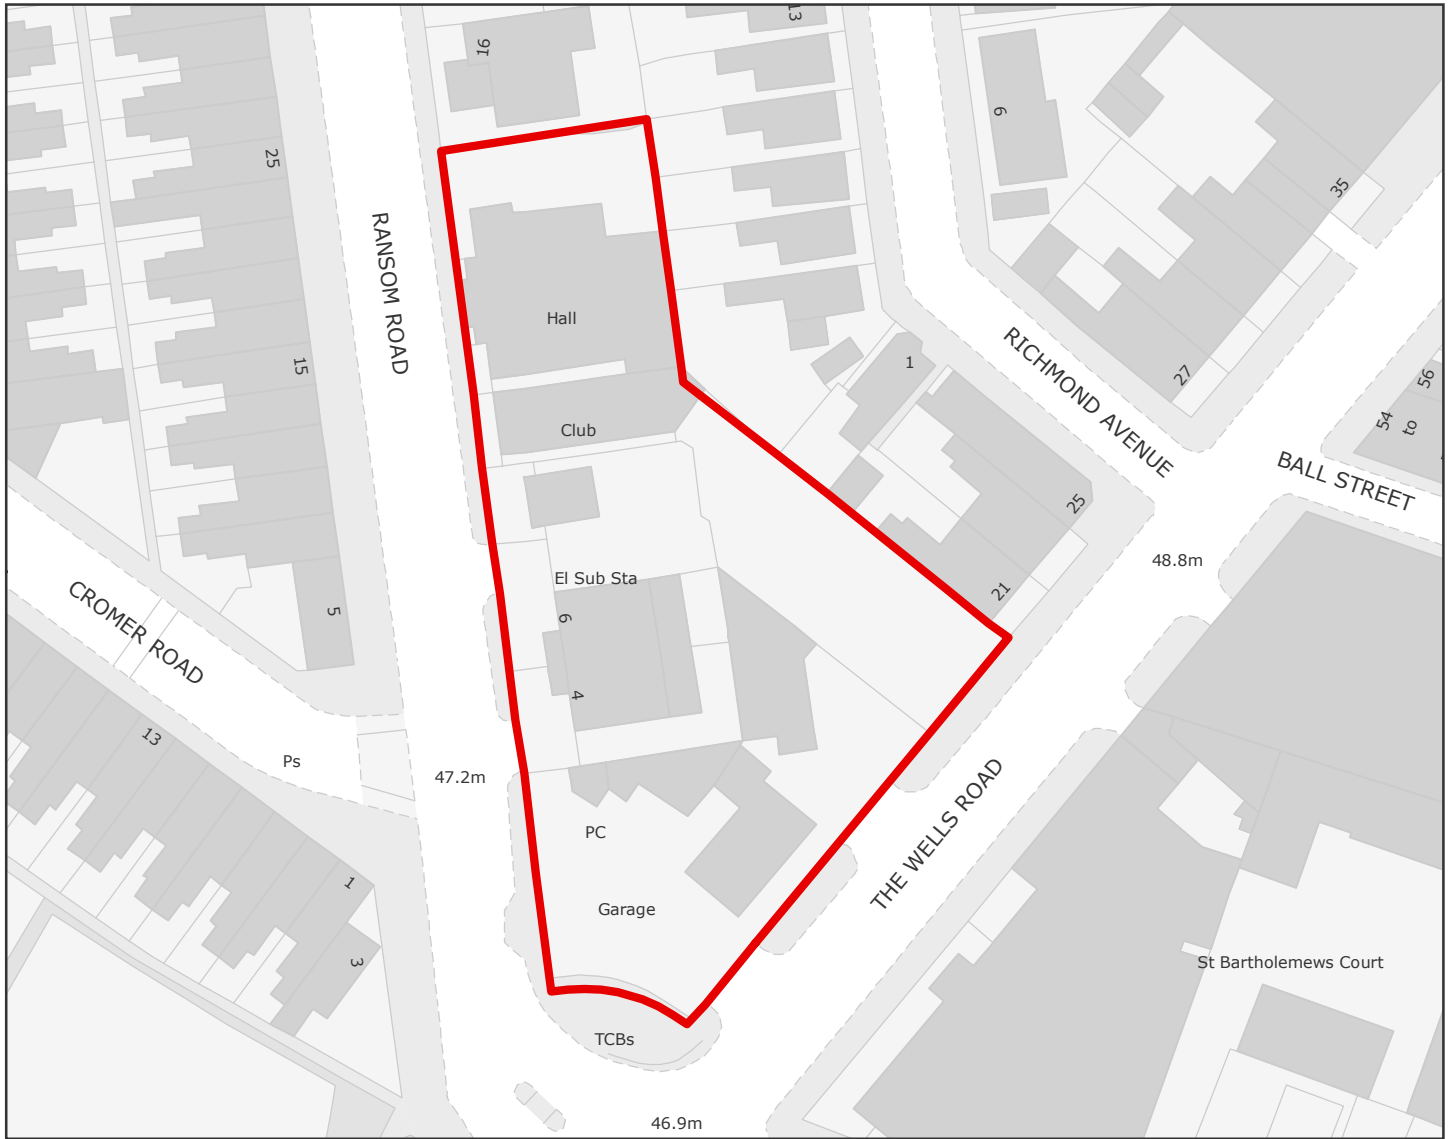 13
16
6
25
35
RANSOM ROAD
Hall
RICHMOND AVENUE
1
15
27
56
to
54
Club
BALL STREET
25
48.8m
El Sub Sta
21
CROMER ROAD
5
6
4
13
Ps
47.2m
THE WELLS ROAD
PC
1
Garage
3
St Bartholemews Court
TCBs
46.9m